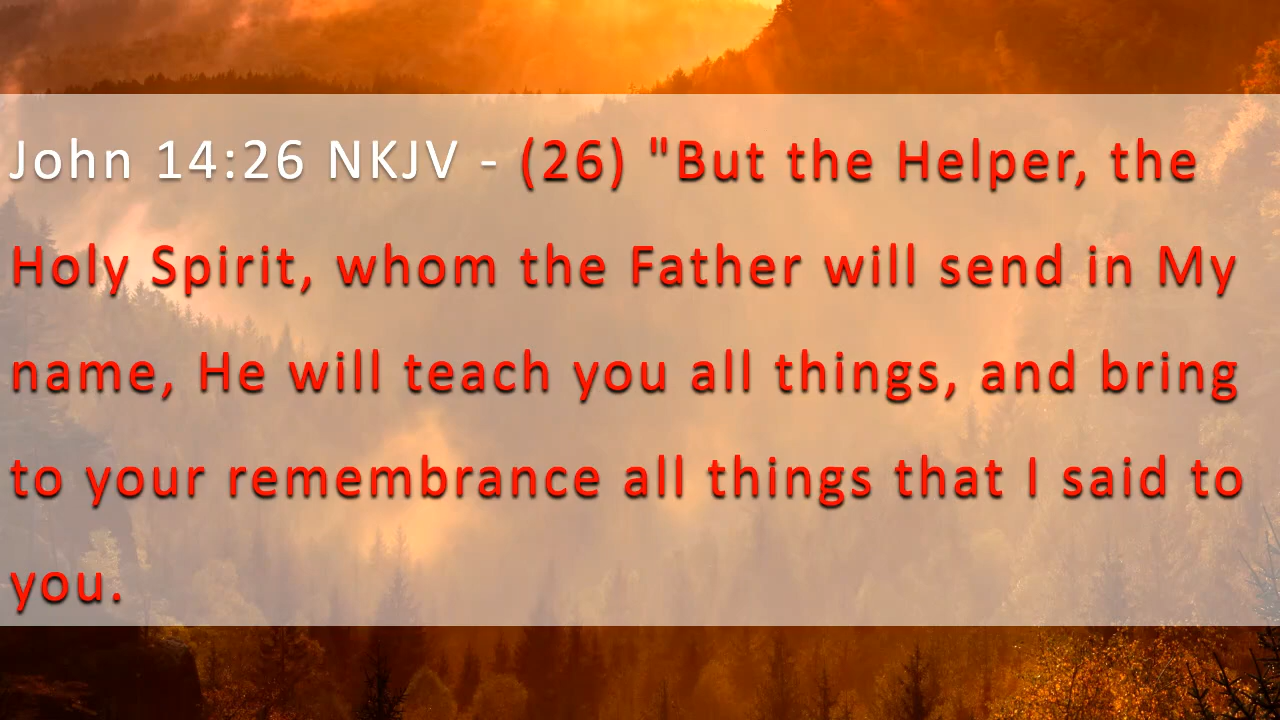 John 14:26 NKJV - (26) "But the Helper, the
Holy Spirit, whom the Father will send in My
name, He will teach you all things, and bring
to your remembrance all things that I said to
you.